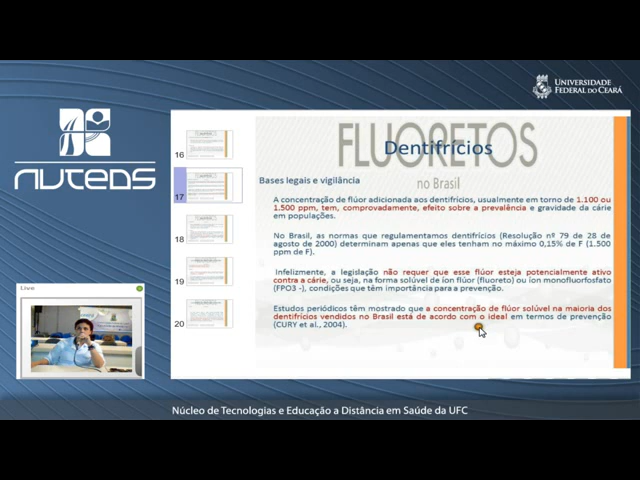 UNIVERSIDADE
FEDERAL DO CEARÁ
NUTEDS
FLUORETOS
no Brasil
Dentifrícios
Bases legais e vigilância
A concentração de flúor adicionada aos dentifrícios, usualmente em torno de 1.100 ou
1.500 ppm, tem, comprovadamente, efeito sobre a prevalência e gravidade da cárie
em populações.
No Brasil, as normas que regulamentamos dentifrícios (Resolução nº 79 de 28 de
agosto de 2000) determinam apenas que eles tenham no máximo 0,15% de F (1.500
ppm de F).
Infelizmente, a legislação não requer que esse flúor esteja potencialmente ativo
contra a cárie, ou seja, na forma solúvel de íon flúor (fluoreto) ou íon monofluorfosfato
(FPO3 -), condições que têm importância para a prevenção.
Estudos periódicos têm mostrado que a concentração de flúor solúvel na maioria dos
dentifrícios vendidos no Brasil está de acordo com o ideal em termos de prevenção
(CURY et al., 2004).
16
17
18
19
20
Live
Núcleo de Tecnologias e Educação a Distância em Saúde da UFC